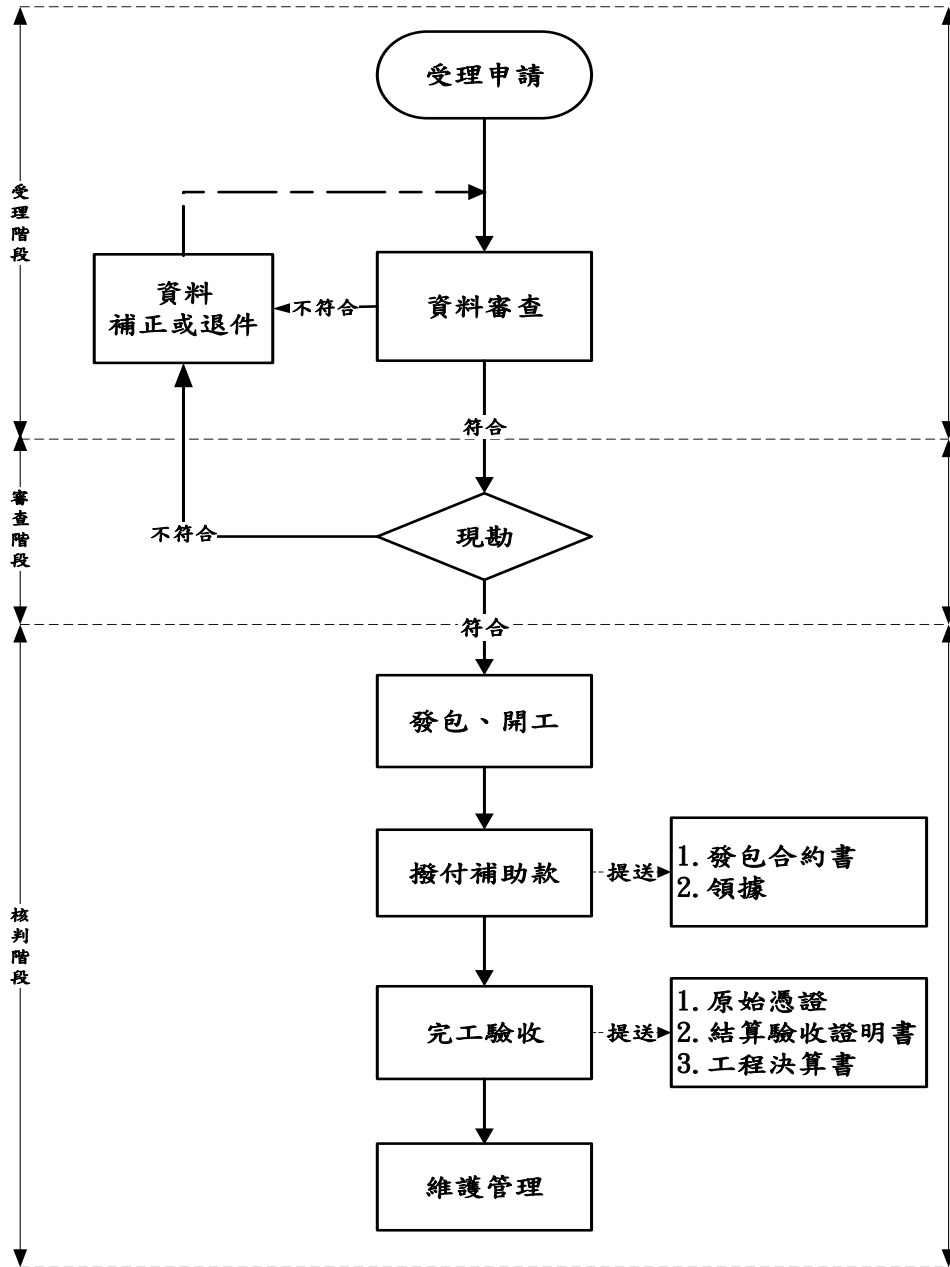 受理申請
受理階段
資料
補正或退件
不符合
資料審查
符合
審查階段
不符合
現勘
符合
發包、開工
核判階段
撥付補助款
提送
1. 發包合約書
2. 領據
完工驗收
提送
1. 原始憑證
2. 結算驗收證明書
3. 工程決算書
維護管理